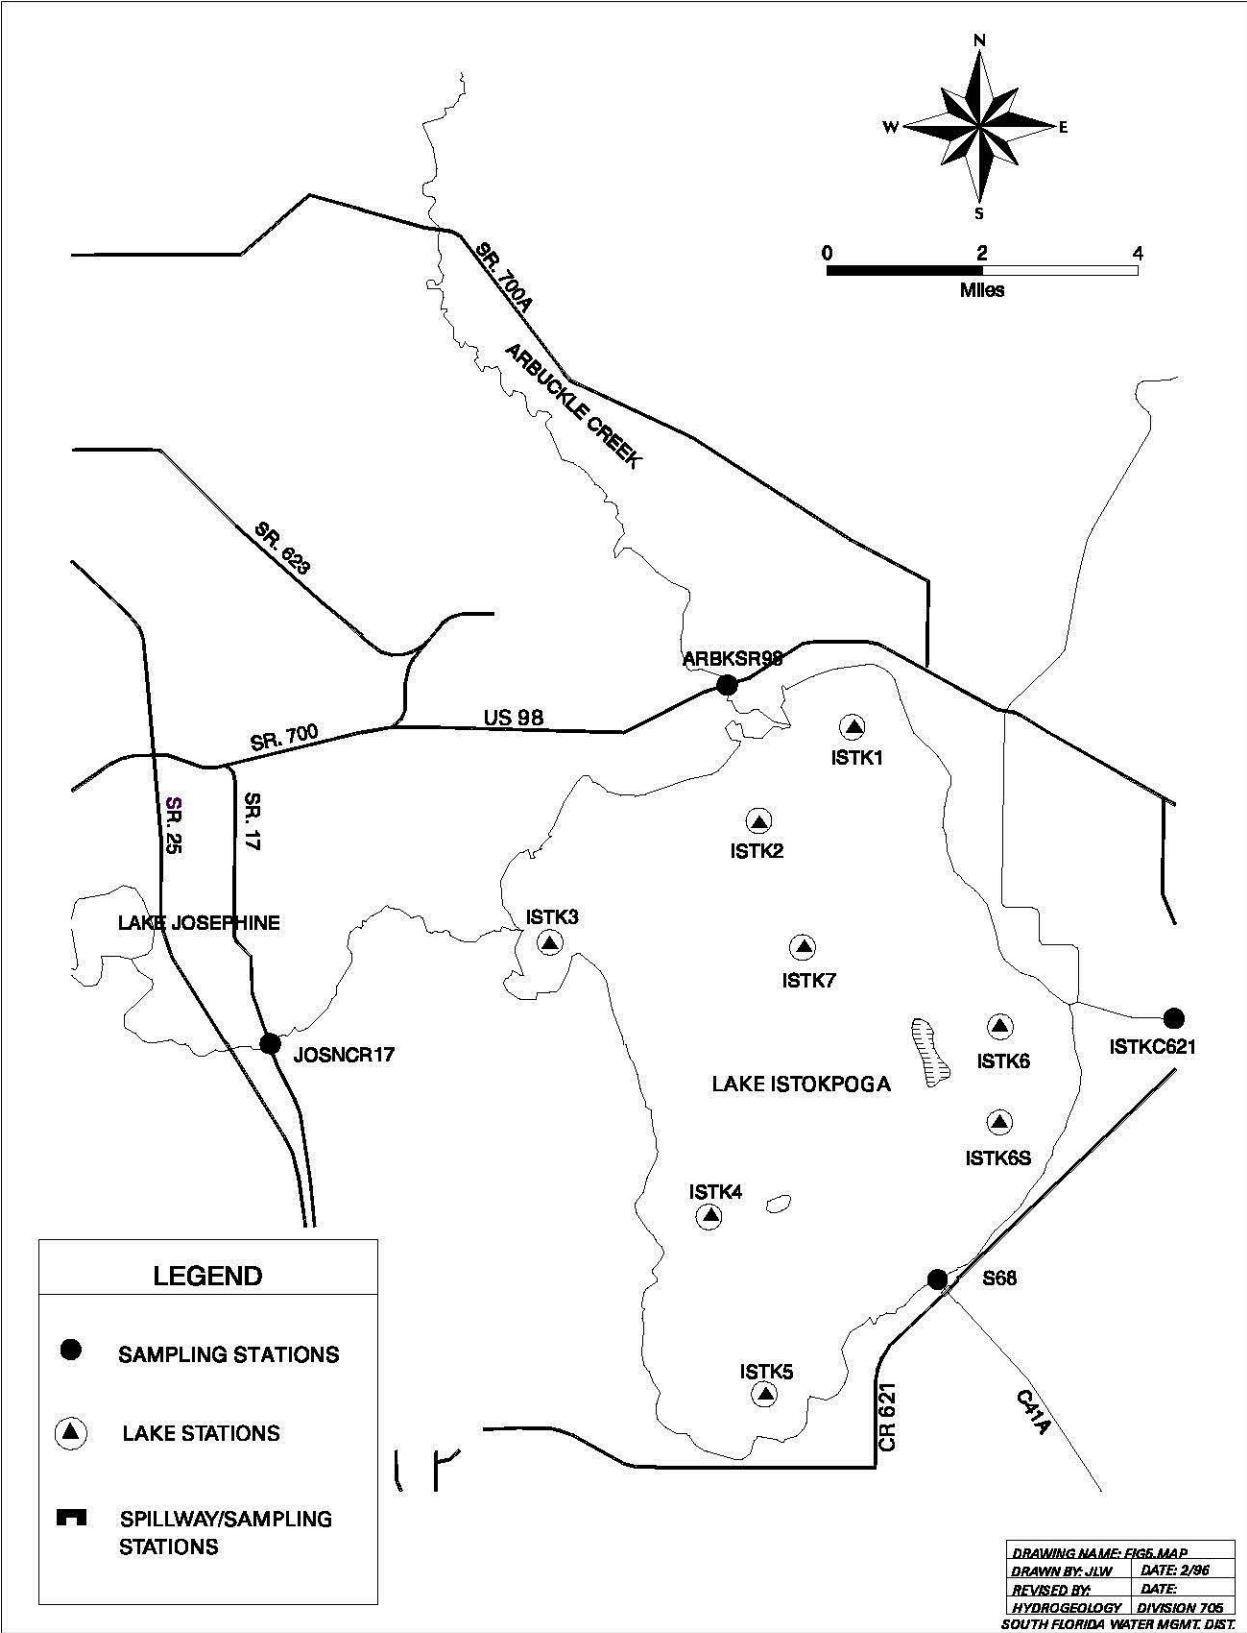 N
W E
S
0 2 4
Miles
SR. 700A
ARBUCKLE CREEK
SR. 623
ARBKSR98
US 98
SR. 700
ISTK1
SR. 25
SR. 17
ISTK2
LAKE JOSEPHINE
ISTK3
ISTK7
ISTKC621
JOSNCR17
ISTK6
LAKE ISTOKPOGA
ISTK6S
ISTK4
S68
ISTK5
CR 621
C41A
LEGEND
SAMPLING STATIONS
LAKE STATIONS
SPILLWAY/SAMPLING
STATIONS
DRAWING NAME: FIG5.MAP
DRAWN BY: JLW DATE: 2/96
REVISED BY: DATE:
HYDROGEOLOGY DIVISION 705
SOUTH FLORIDA WATER MGMT. DIST.